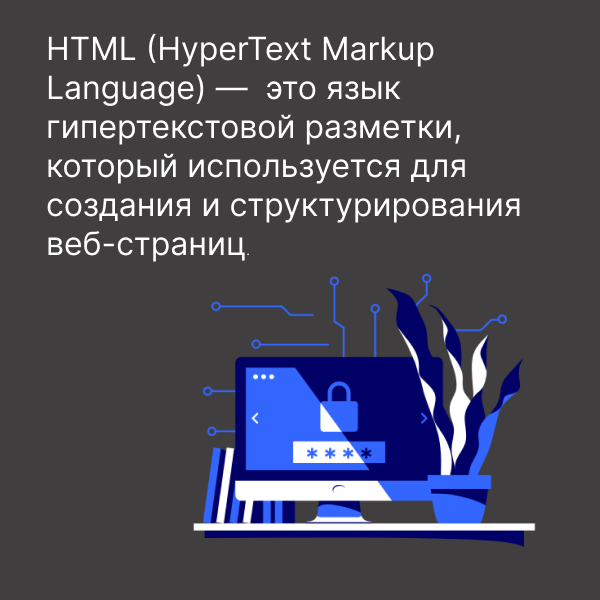 HTML (HyperText Markup
Language) —  это язык
гипертекстовой разметки,
который используется для
создания и структурирования
веб-страниц.
****